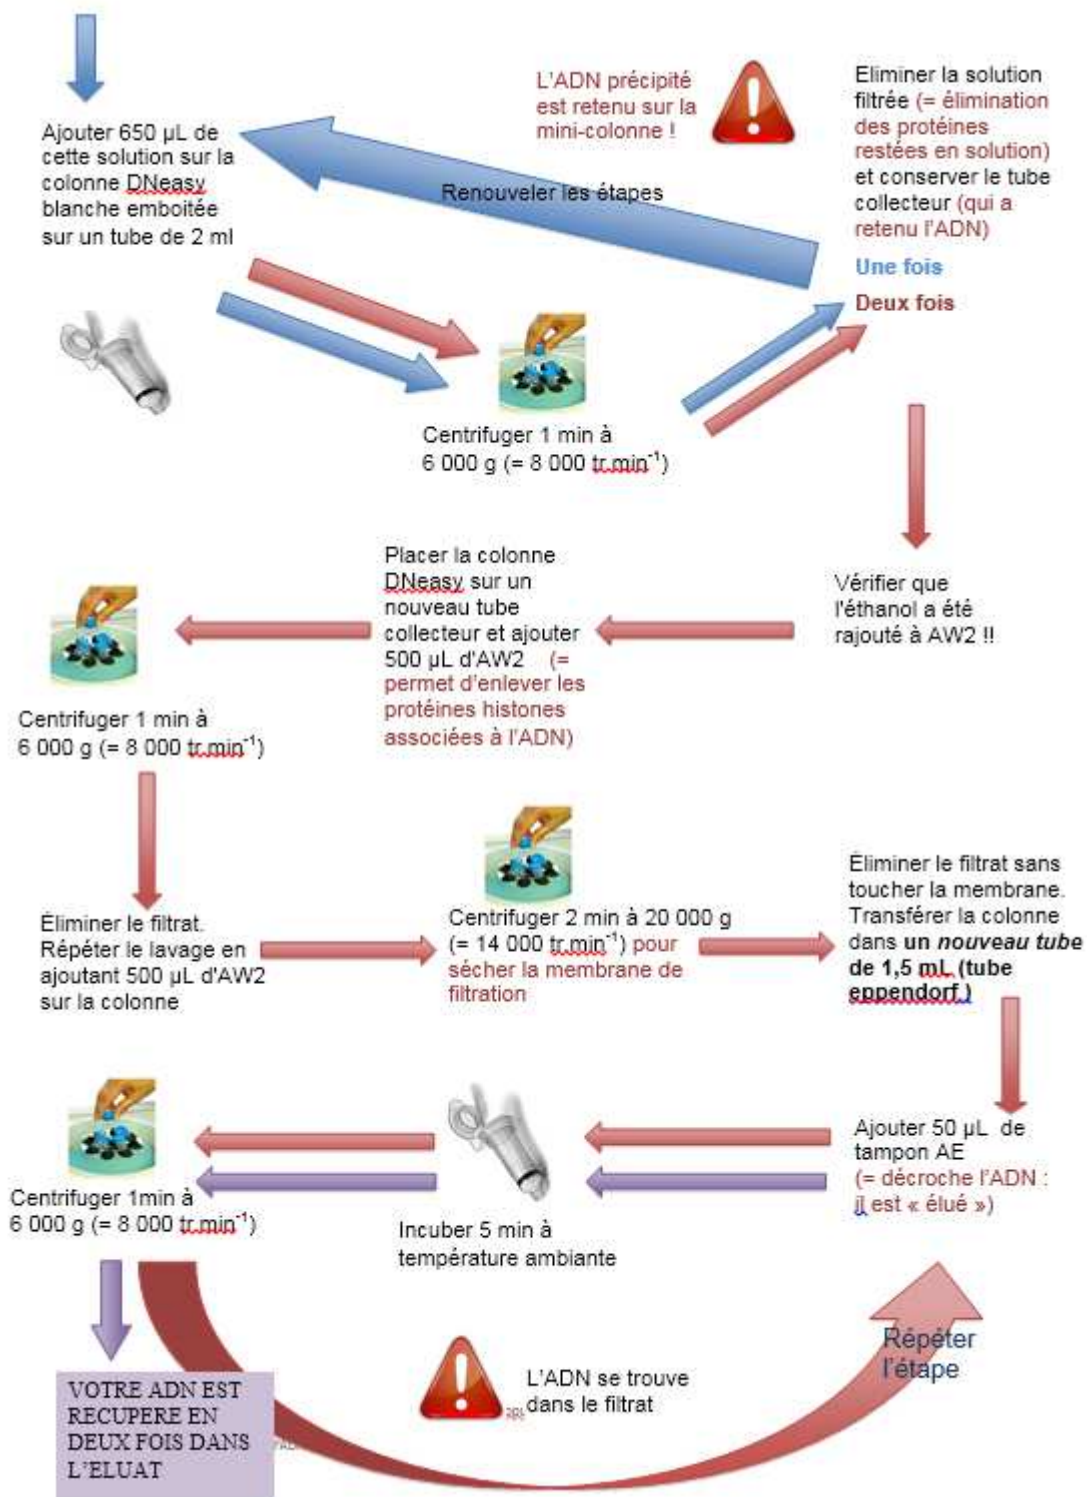 Ajouter 650 µL de
cette solution sur la
colonne DNeasy
blanche emboitée
sur un tube de 2 ml
Renouveler les étapes
L'ADN précipité
est retenu sur la
mini-colonne !
Eliminer la solution
filtrée (= élimination
des protéines
restées en solution)
et conserver le tube
collecteur (qui a
retenu l'ADN)
Une fois
Deux fois
Centrifuger 1 min à
6 000 g (= 8 000 tr.min⁻¹)
Vérifier que
l'éthanol a été
rajouté à AW2 !!
Placer la colonne
DNeasy sur un
nouveau tube
collecteur et ajouter
500 µL d'AW2 (=
permet d'enlever les
protéines histones
associées à l'ADN)
Centrifuger 1 min à
6 000 g (= 8 000 tr.min⁻¹)
Éliminer le filtrat.
Répéter le lavage en
ajoutant 500 µL d'AW2
sur la colonne
Centrifuger 2 min à 20 000 g
(= 14 000 tr.min⁻¹) pour
sécher la membrane de
filtration
Éliminer le filtrat sans
toucher la membrane.
Transférer la colonne
dans un nouveau tube
de 1,5 mL (tube
eppendorf )
Ajouter 50 µL de
tampon AE
(= décroche l'ADN :
il est « élué »)
Incuber 5 min à
température ambiante
Centrifuger 1min à
6 000 g (= 8 000 tr.min⁻¹)
Répéter
l'étape
L'ADN se trouve
dans le filtrat
VOTRE ADN EST
RECUPERE EN
DEUX FOIS DANS
L'ELUAT